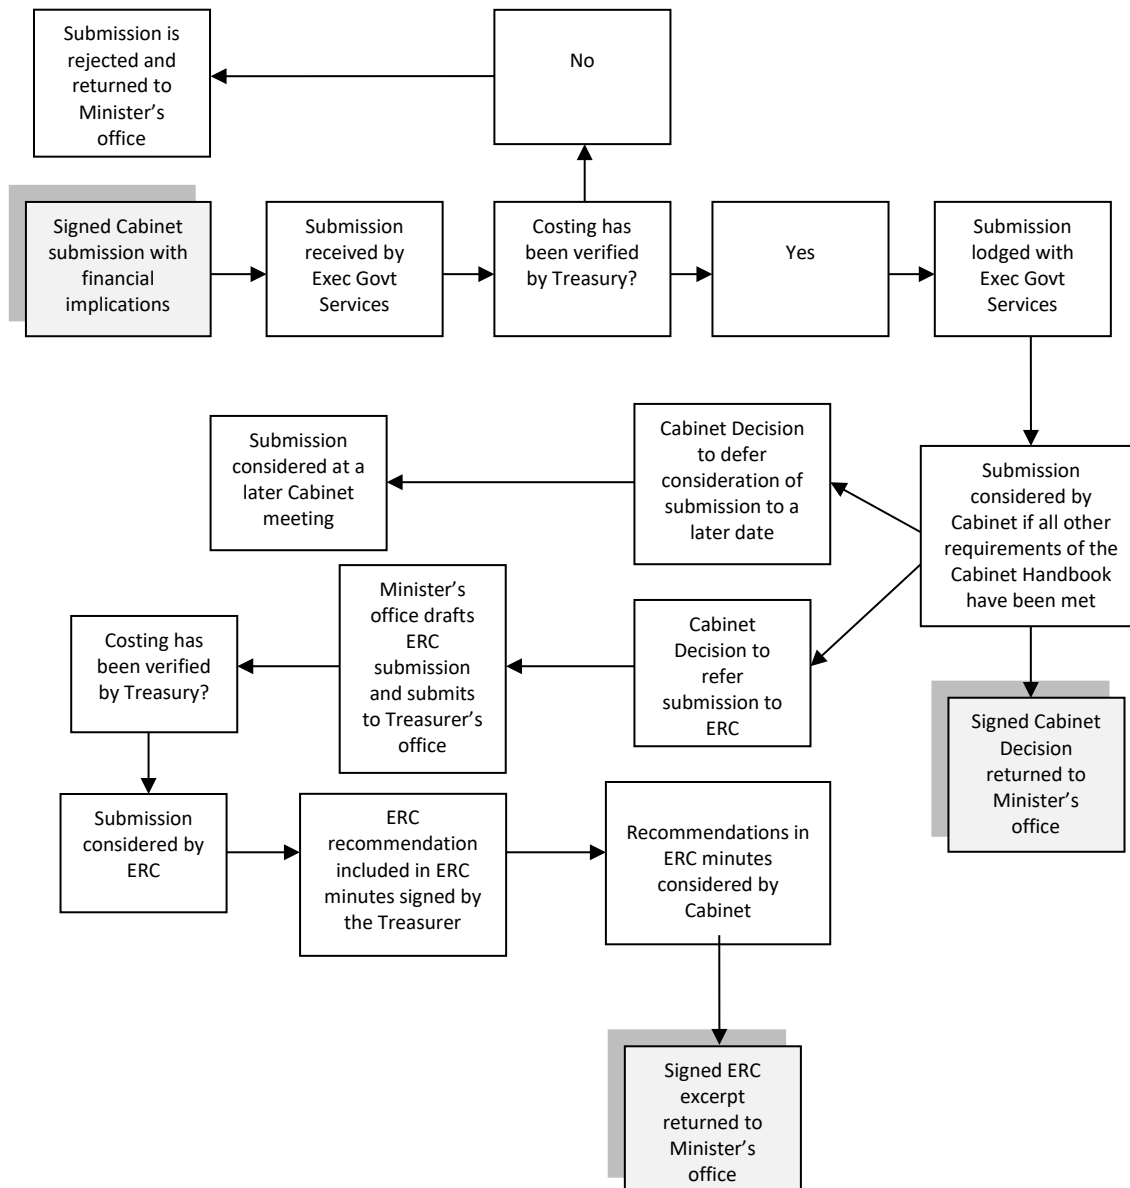 Submission is
rejected and
returned to
Minister’s
office
No
Signed Cabinet
submission with
financial
implications
Submission
received by
Exec Govt
Services
Costing has
been verified
by Treasury?
Yes
Submission
lodged with
Exec Govt
Services
Submission
considered at a
later Cabinet
meeting
Cabinet Decision
to defer
consideration of
submission to a
later date
Submission
considered by
Cabinet if all other
requirements of the
Cabinet Handbook
have been met
Costing has
been verified
by Treasury?
Minister’s
office drafts
ERC
submission
and submits
to Treasurer’s
office
Cabinet
Decision to
refer
submission to
ERC
Signed Cabinet
Decision
returned to
Minister’s
office
Submission
considered by
ERC
ERC
recommendation
included in ERC
minutes signed by
the Treasurer
Recommendations in
ERC minutes
considered by
Cabinet
Signed ERC
excerpt
returned to
Minister’s
office